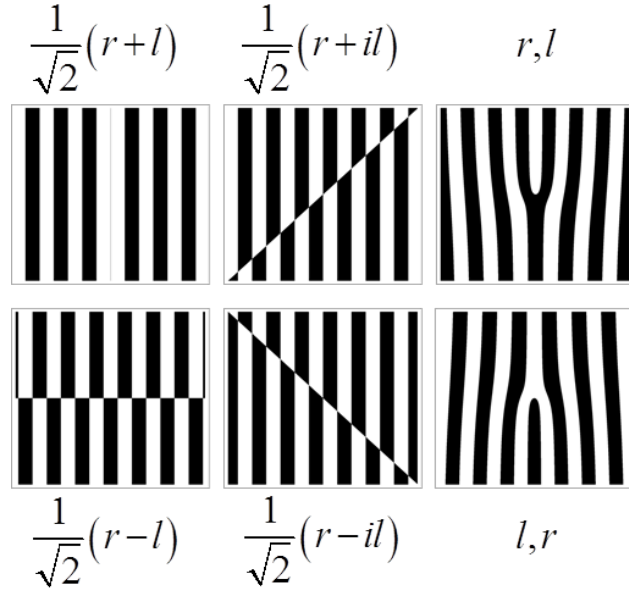 1/√2 (r + l)   1/√2 (r + il)   r, l
1/√2 (r − l)   1/√2 (r − il)   l, r